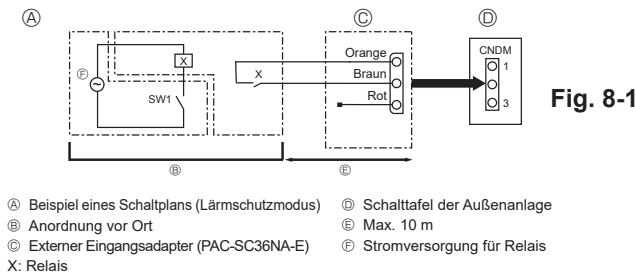 Ⓐ Ⓒ Ⓓ
Orange
Braun
Rot
X
SW1
X
Ⓕ
~
CNDM
1
3
Fig. 8-1
Ⓑ Ⓔ
Ⓐ Beispiel eines Schaltplans (Lärmschutzmodus)
Ⓑ Anordnung vor Ort
Ⓒ Externer Eingangsadapter (PAC-SC36NA-E)
X: Relais
Ⓓ Schalttafel der Außenanlage
Ⓔ Max. 10 m
Ⓕ Stromversorgung für Relais